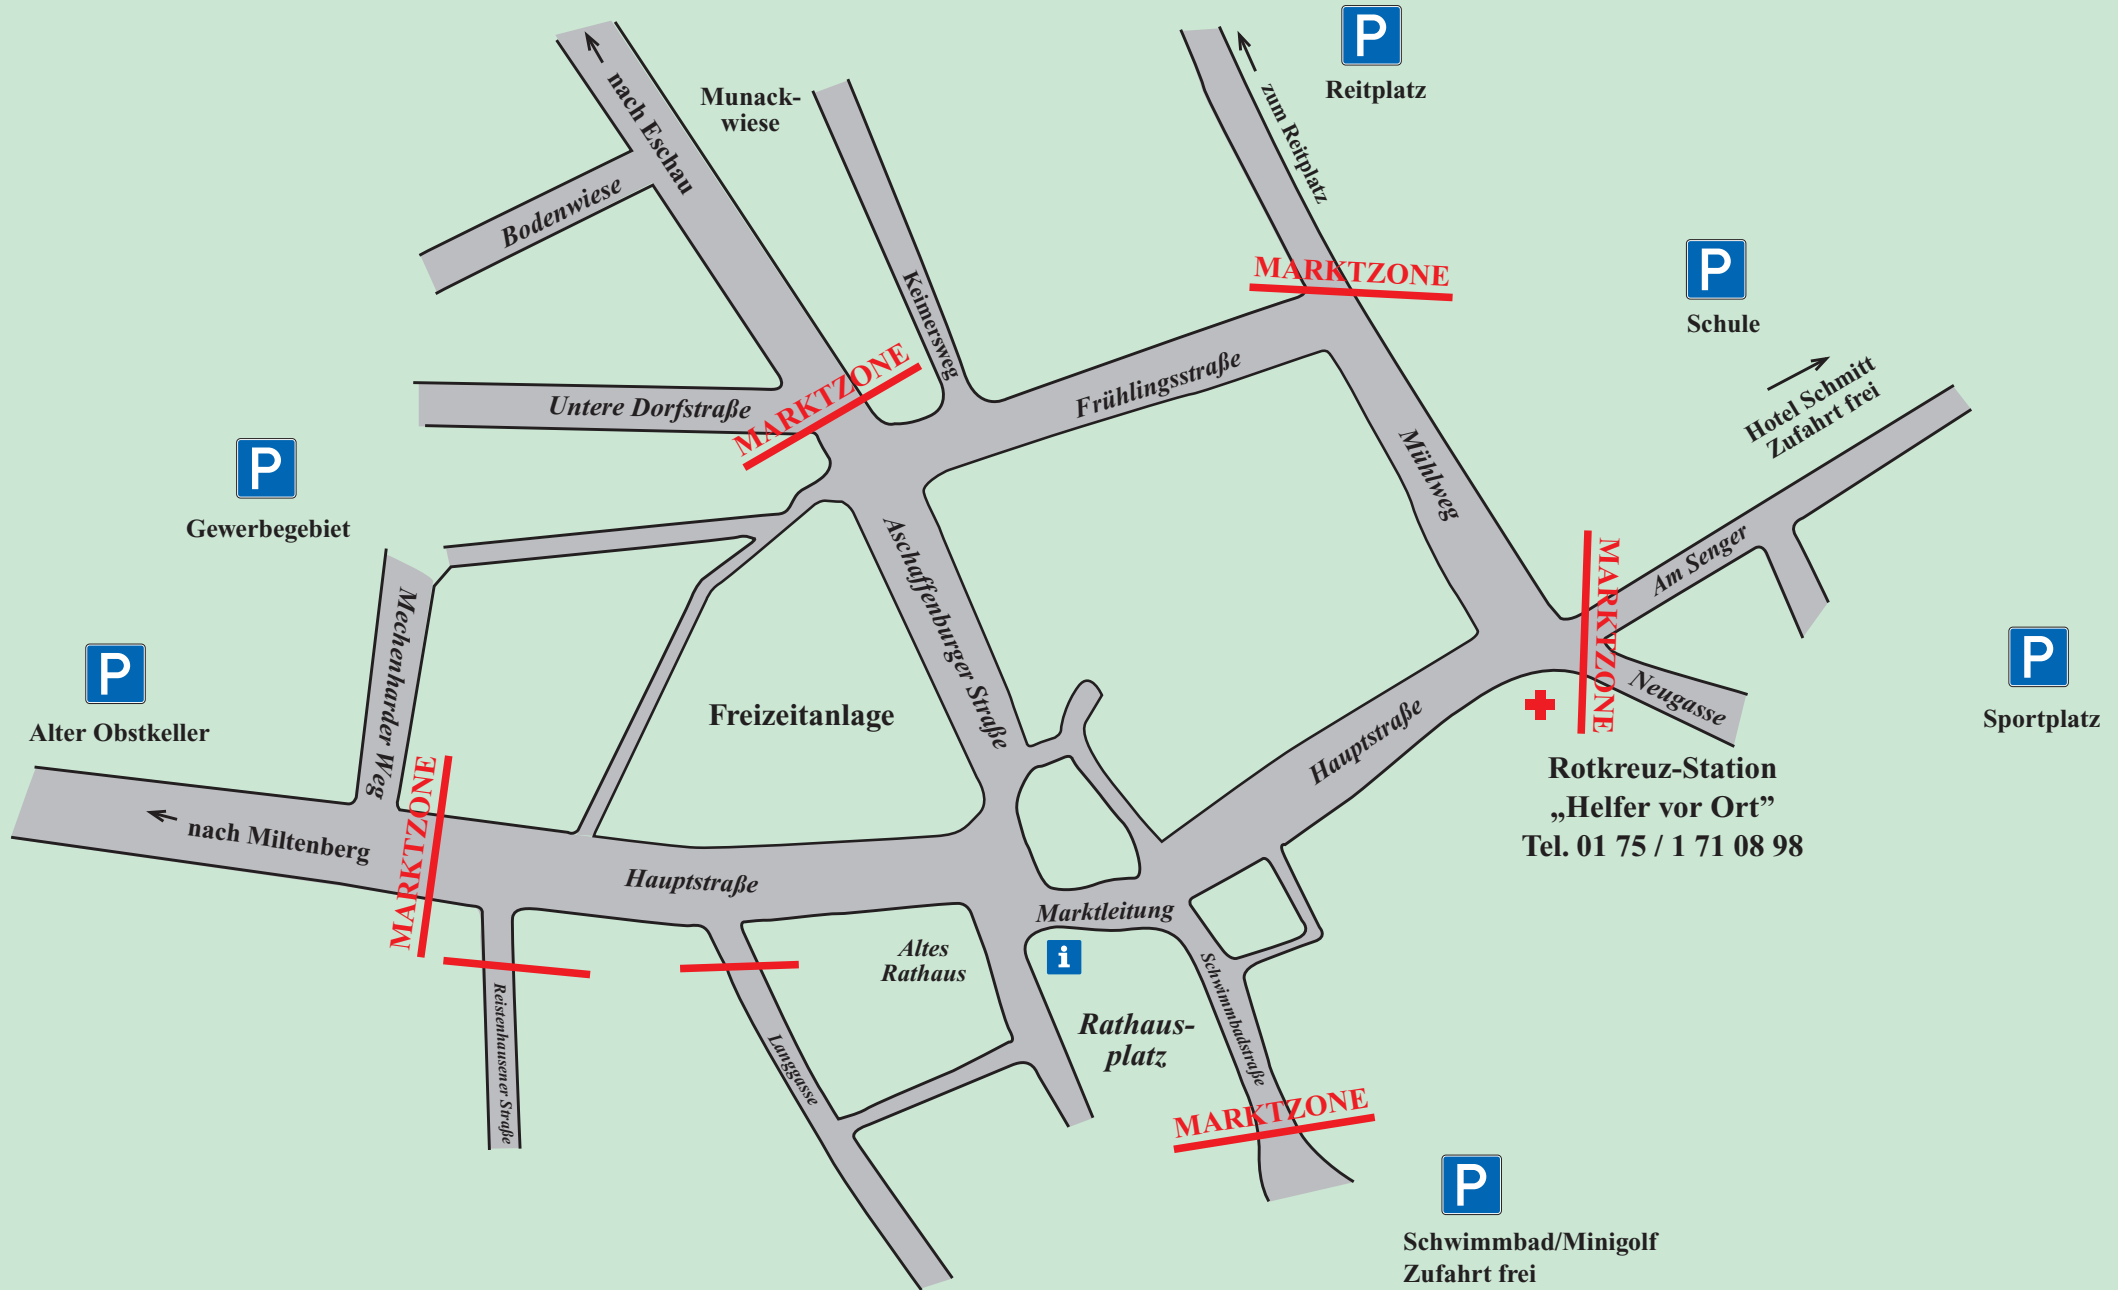 P
Reitplatz
nach Eschau
Munack-
wiese
zum Reitplatz
Bodenwiese
Keimersweg
MARKTZONE
P
Schule
Hotel Schmitt
Zufahrt frei
Untere Dorfstraße
MARKTZONE
Frühlingsstraße
Mühlweg
P
Gewerbegebiet
Aschaffenburger Straße
Am Senger
MARKTZONE
Mechenharder Weg
P
Alter Obstkeller
Freizeitanlage
Neugasse
P
Sportplatz
Hauptstraße
Rotkreuz-Station
„Helfer vor Ort”
Tel. 01 75 / 1 71 08 98
nach Miltenberg
MARKTZONE
Hauptstraße
Marktleitung
i
Altes
Rathaus
Rathaus-
platz
Schwimmbadstraße
Reistenhausener Straße
Langgasse
MARKTZONE
P
Schwimmbad/Minigolf
Zufahrt frei